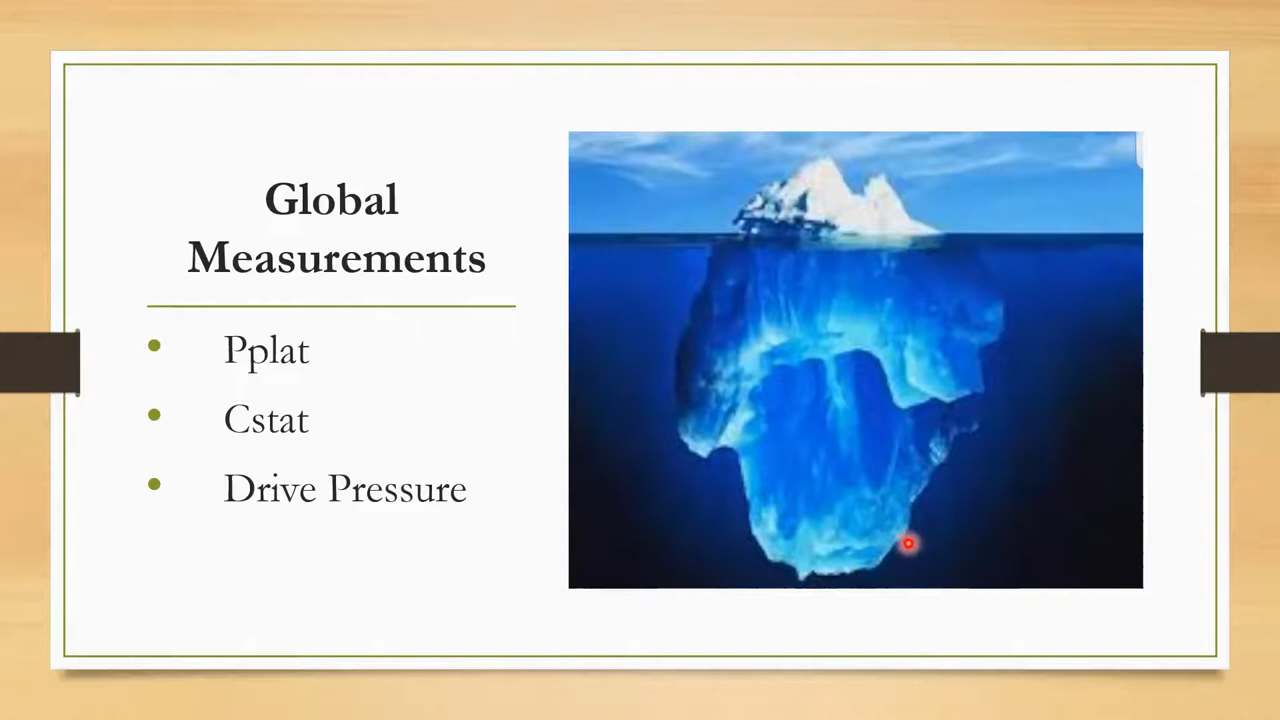 Global
Measurements
Pplat
Cstat
Drive Pressure